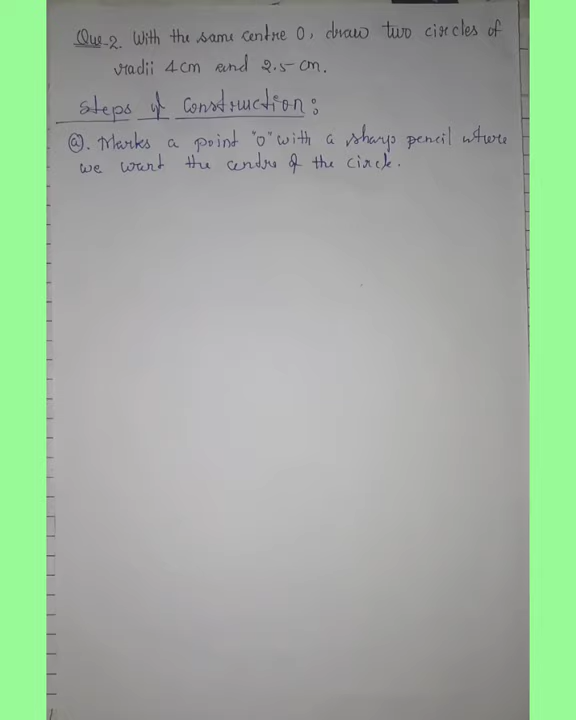 Que-2. With the same centre O, draw two circles of
radii 4cm and 2.5 cm.
Steps of Construction:
(a). Marks a point "O" with a sharp pencil where
we want the centre of the circle.